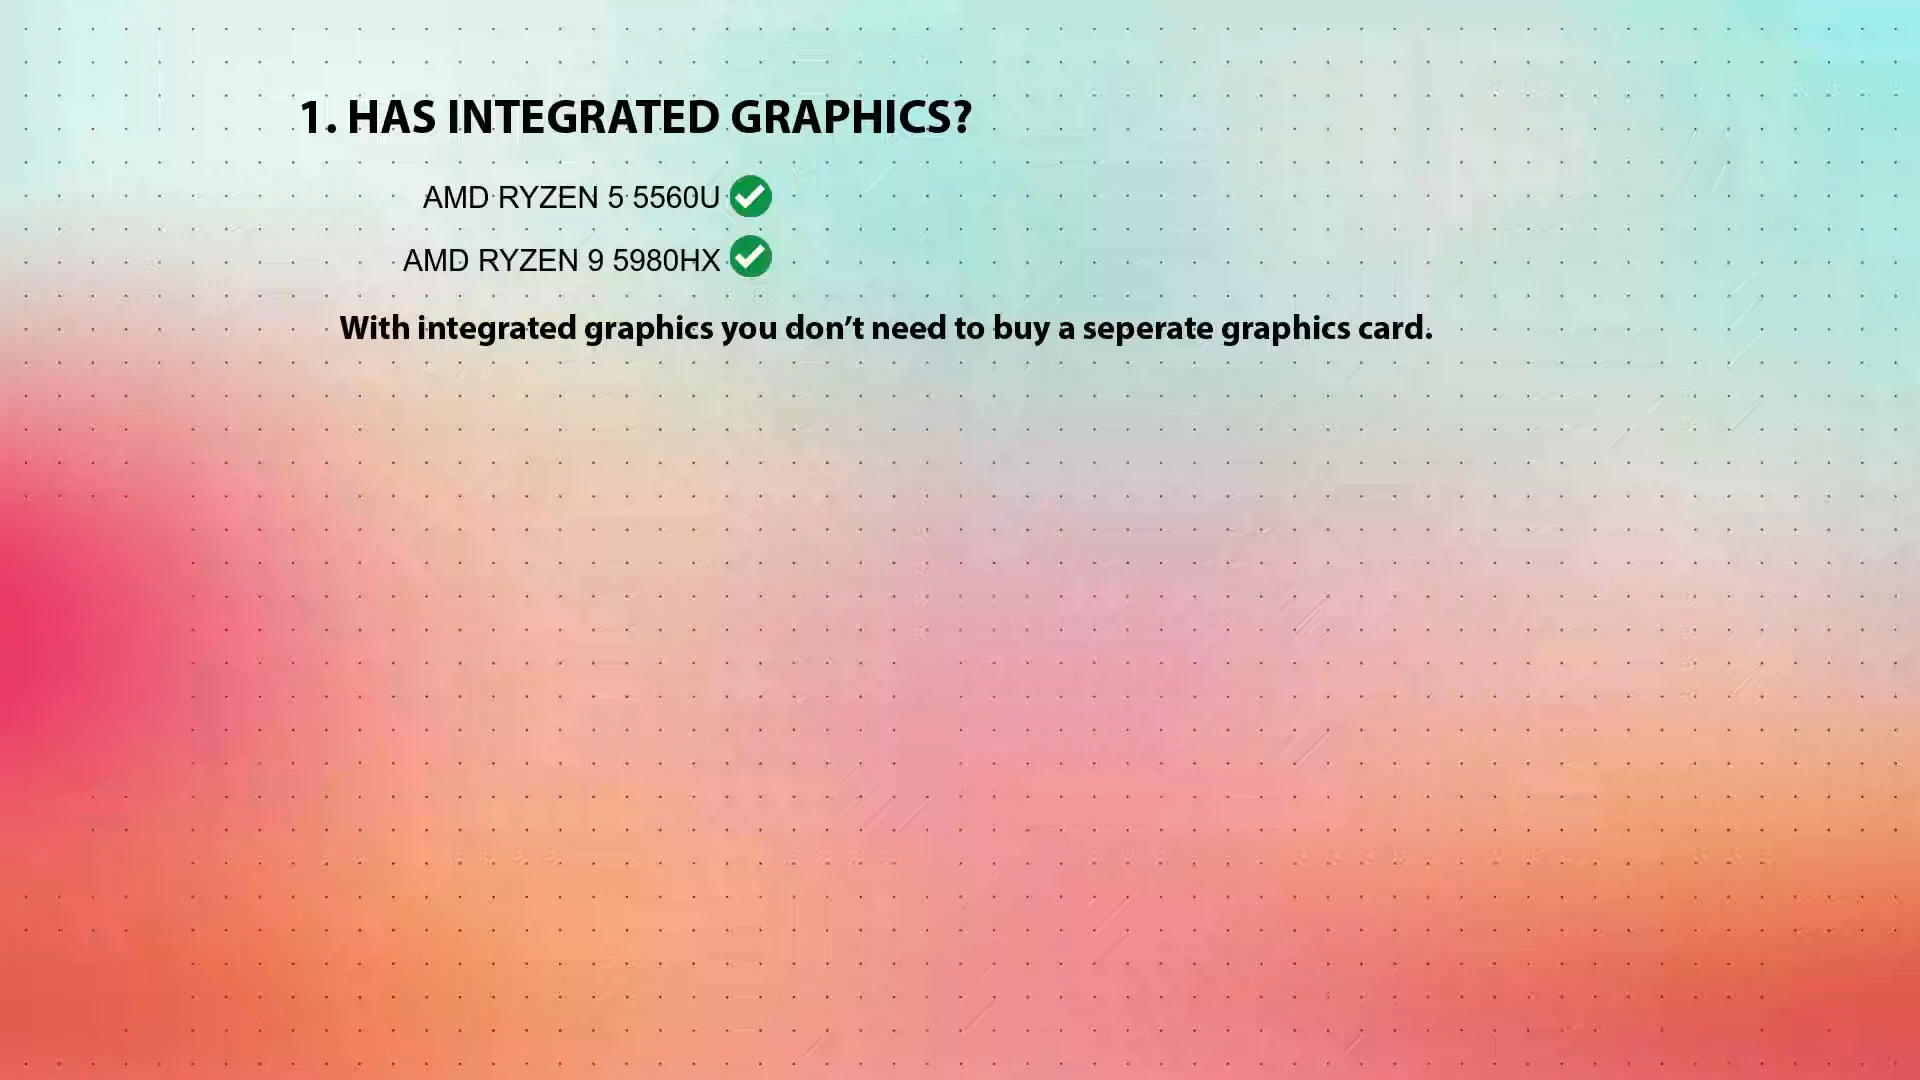 1. HAS INTEGRATED GRAPHICS?
AMD RYZEN 5 5560U
AMD RYZEN 9 5980HX
With integrated graphics you don’t need to buy a seperate graphics card.